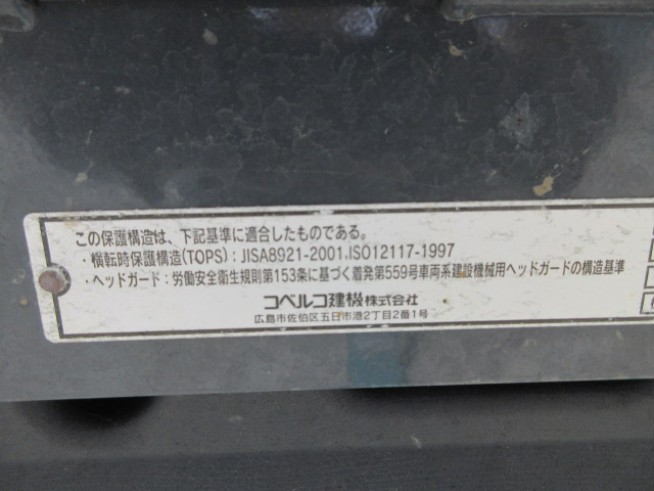 この保護構造は、下記基準に適合したものである。
・横転時保護構造(TOPS)：JISA8921-2001.ISO12117-1997
・ヘッドガード：労働安全衛生規則第153条に基づく着発第559号車両系建設機械用ヘッドガードの構造基準
コベルコ建機株式会社
広島市佐伯区五日市港2丁目2番1号